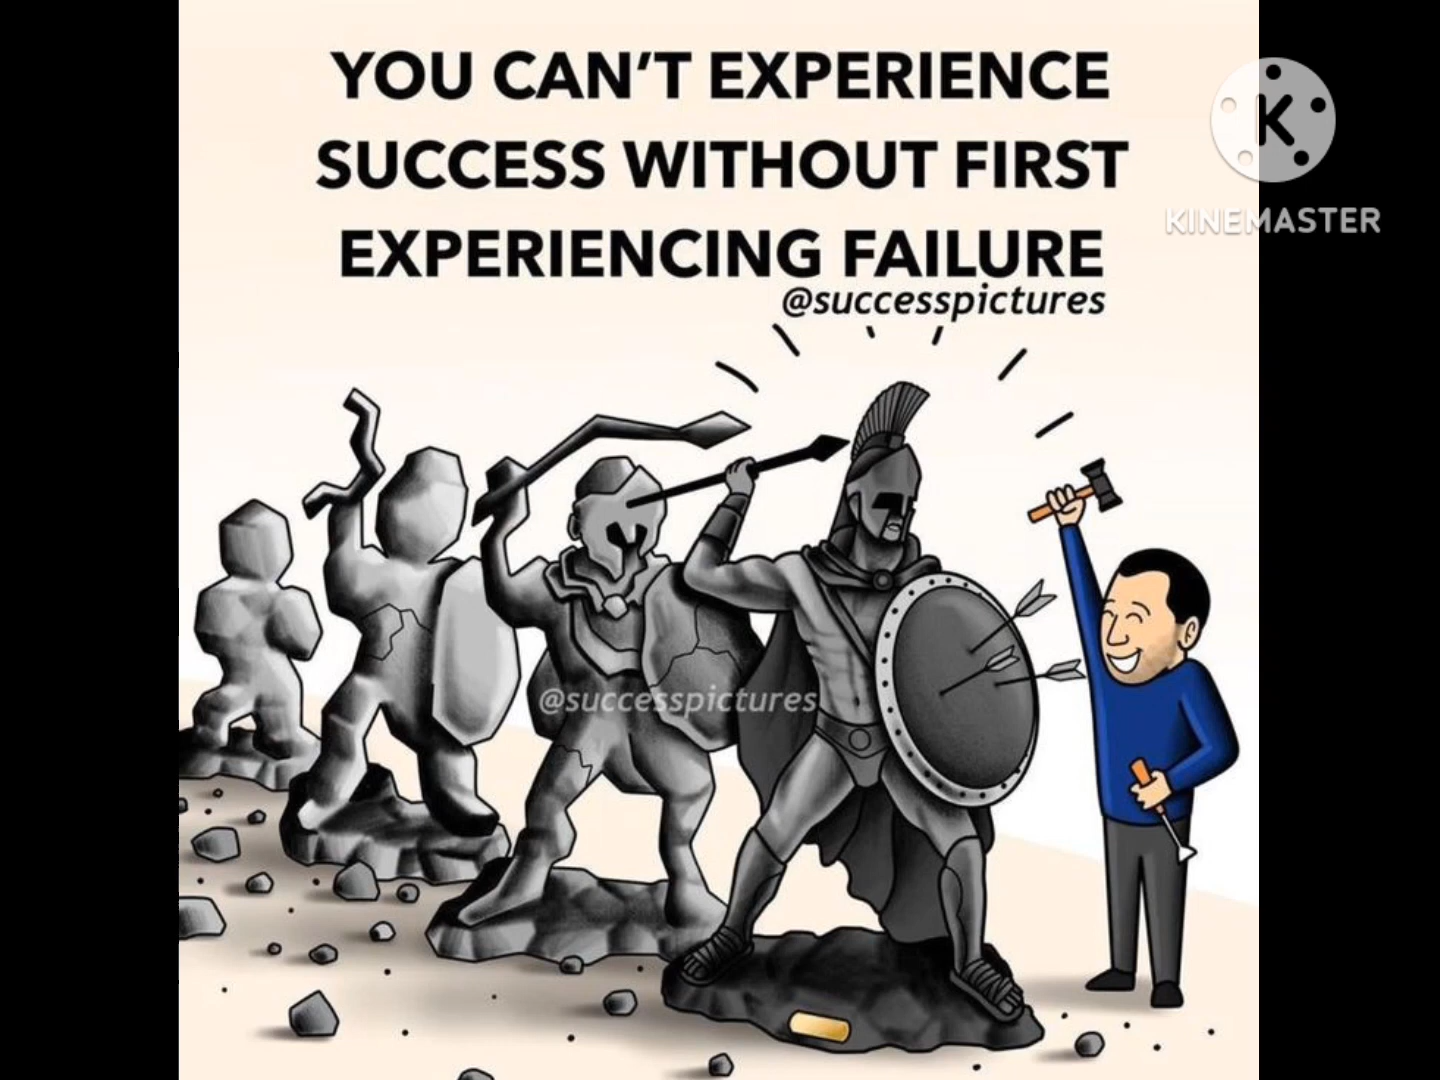 YOU CAN'T EXPERIENCE
SUCCESS WITHOUT FIRST
EXPERIENCING FAILURE
@successpictures
K
KINEMASTER
@successpictures